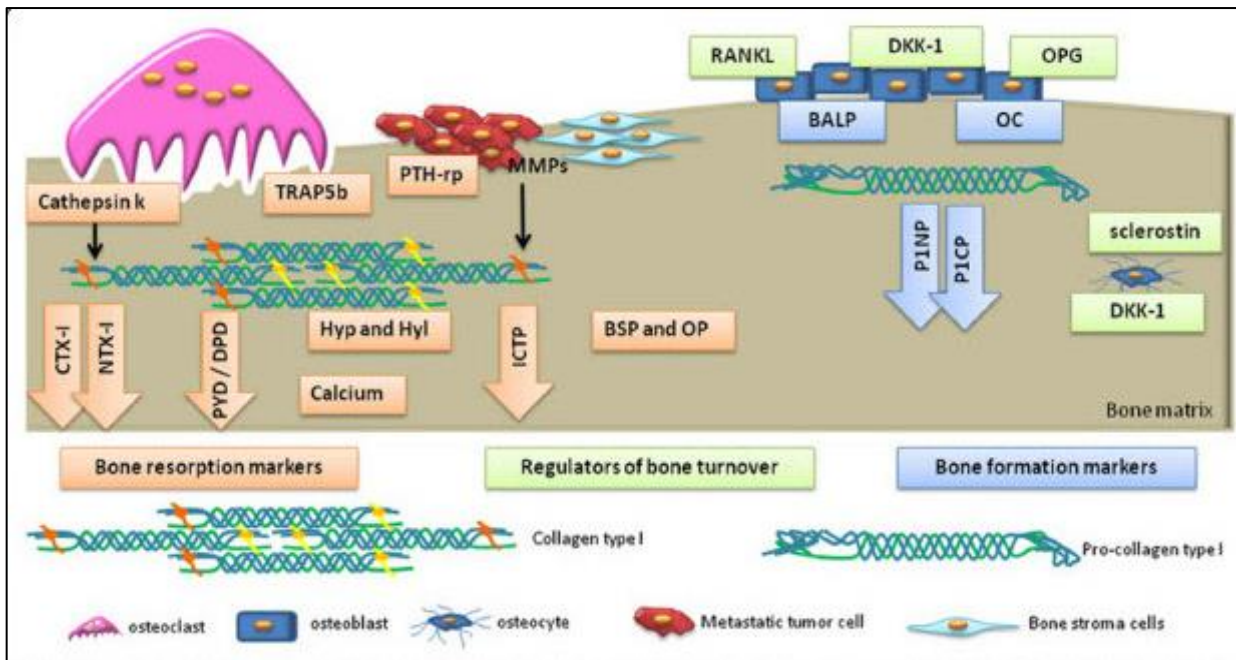 RANKL
DKK-1
OPG
BALP
OC
PTH-rp
MMPs
Cathepsin k
TRAP5b
P1NP
P1CP
sclerostin
DKK-1
CTX-I
NTX-I
PYD / DPD
Hyp and Hyl
Calcium
ICTP
BSP and OP
Bone matrix
Bone resorption markers
Regulators of bone turnover
Bone formation markers
Collagen type I
Pro-collagen type I
osteoclast
osteoblast
osteocyte
Metastatic tumor cell
Bone stroma cells